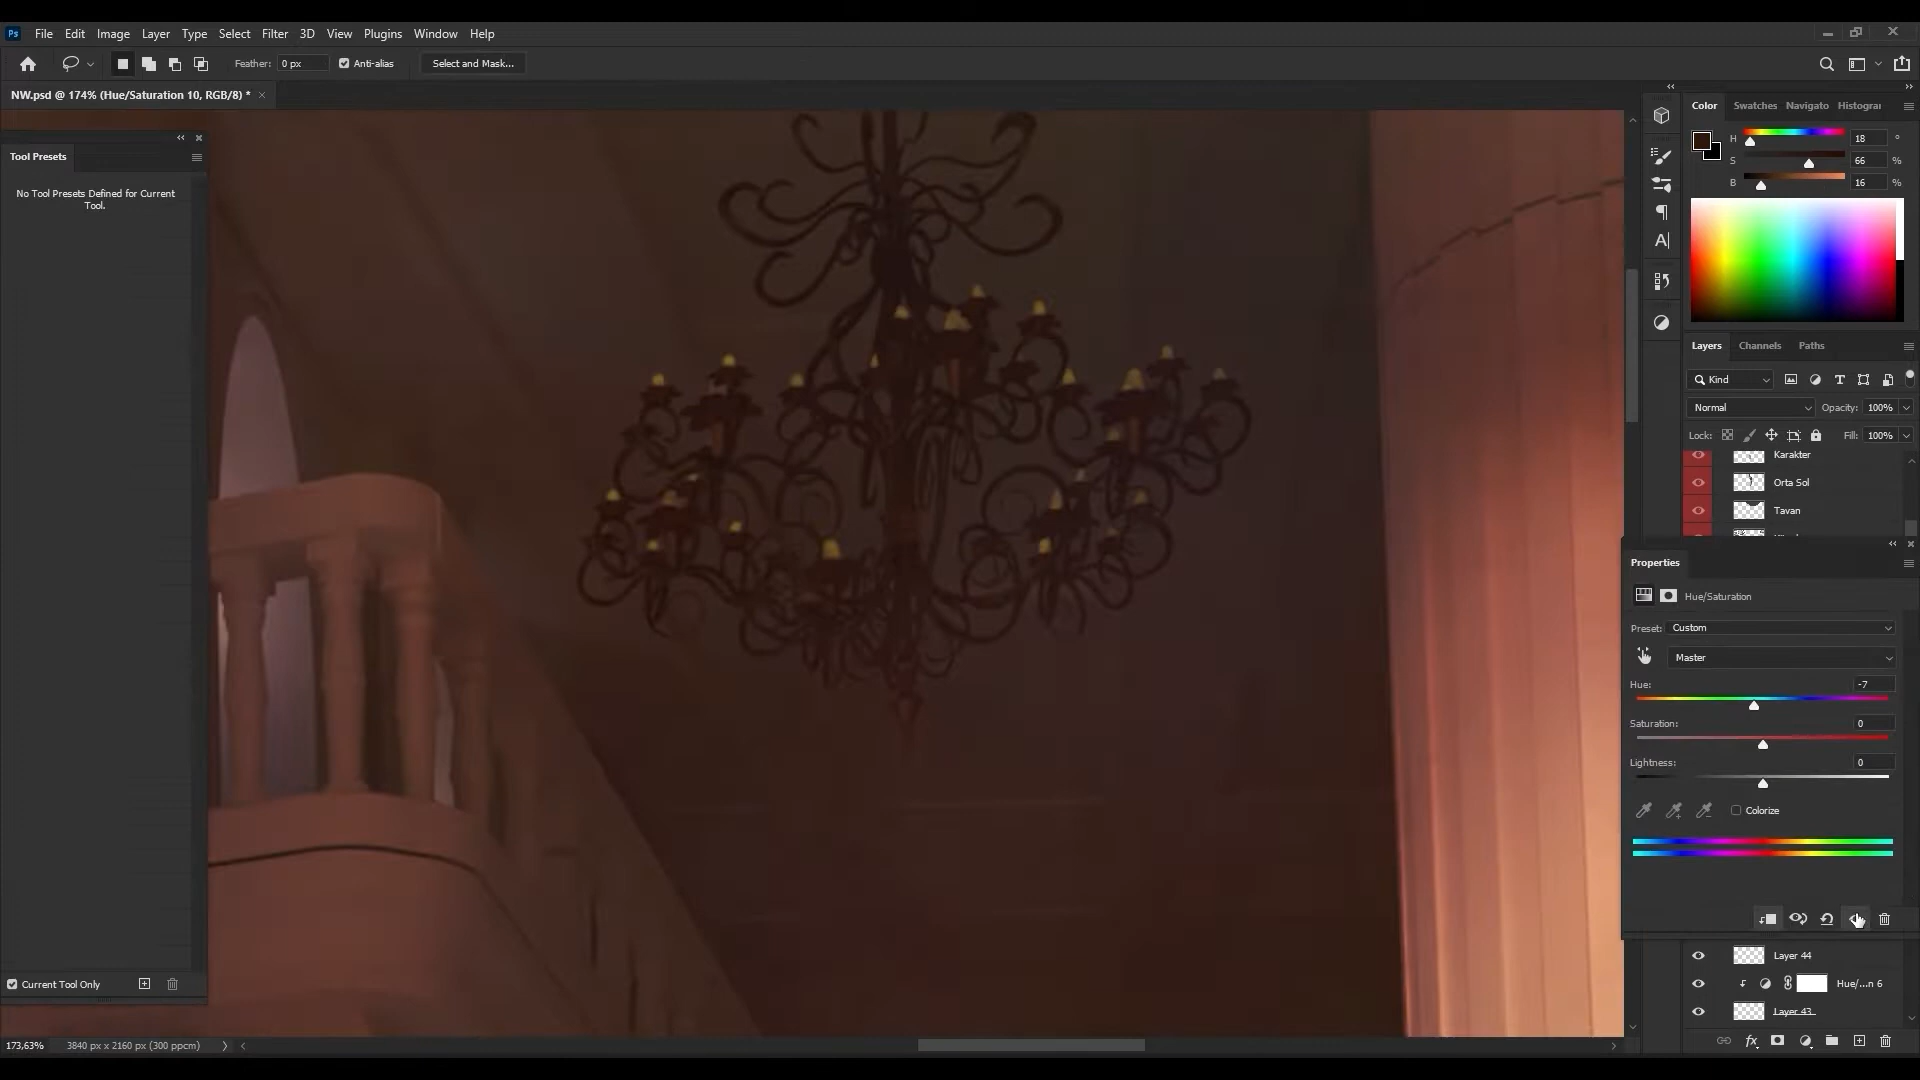 Ps File Edit Image Layer Type Select Filter 3D View Plugins Window Help
Feather: 0 px Anti-alias Select and Mask...
NW.psd @ 174% (Hue/Saturation 10, RGB/8) *
Tool Presets
No Tool Presets Defined for Current
Tool.
Current Tool Only
173,63% 3840 px x 2160 px (300 ppcm)
Color Swatches Navigato Histograr
H 18 °
S 66 %
B 16 %
Layers Channels Paths
Kind
Normal Opacity: 100%
Lock: Fill: 100%
Karakter
Orta Sol
Tavan
Properties
Hue/Saturation
Preset: Custom
Master
Hue: -7
Saturation: 0
Lightness: 0
Colorize
Layer 44
Hue/...n 6
Layer 43